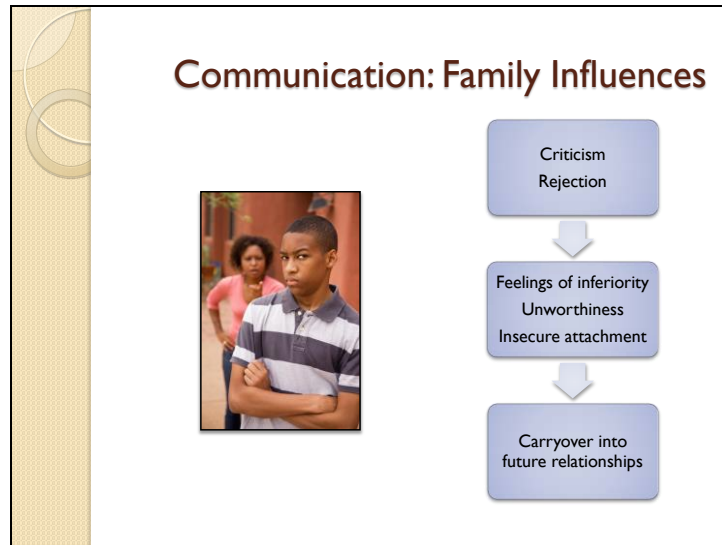 Communication: Family Influences
Criticism
Rejection
Feelings of inferiority
Unworthiness
Insecure attachment
Carryover into
future relationships